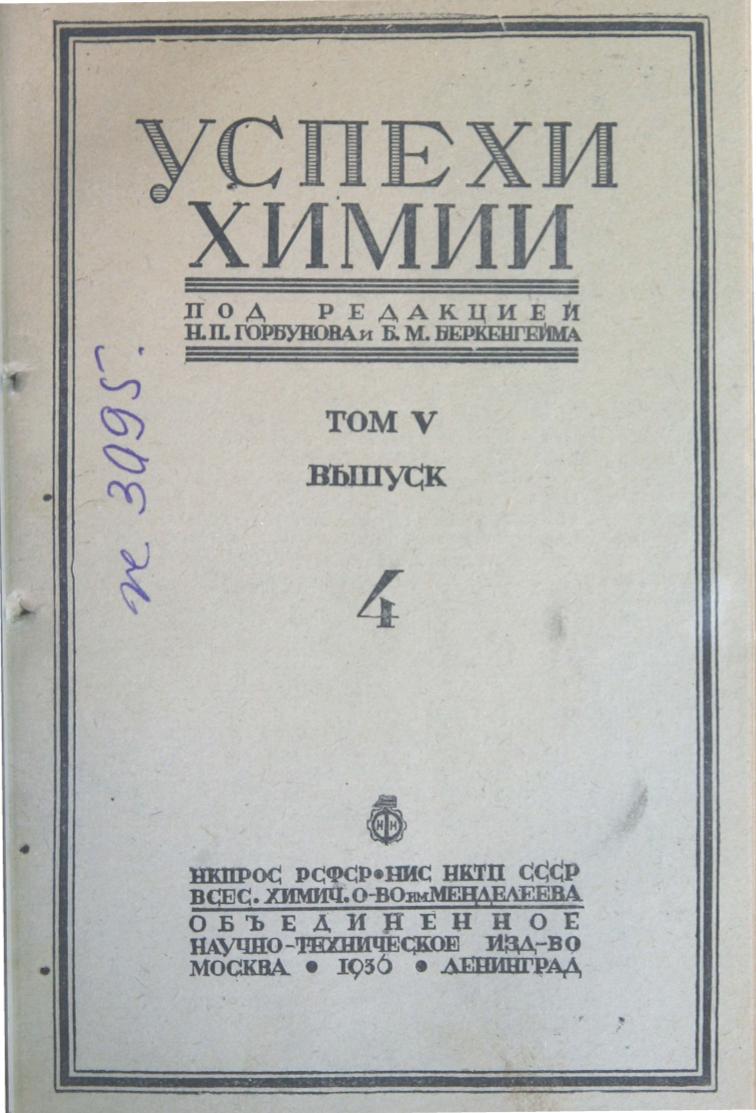 УСПЕХИ
ХИМИИ
ПОД РЕДАКЦИЕЙ
Н.П. ГОРБУНОВА и Б.М. БЕРКЕНГЕЙМА
ТОМ V
ВЫПУСК
4
НКПРОС РСФСР•НИС НКТП СССР
ВСЕС. ХИМИЧ. О-ВО им. МЕНДЕЛЕЕВА
ОБЪЕДИНЕННОЕ
НАУЧНО-ТЕХНИЧЕСКОЕ ИЗД-ВО
МОСКВА • 1936 • ЛЕНИНГРАД
3095.